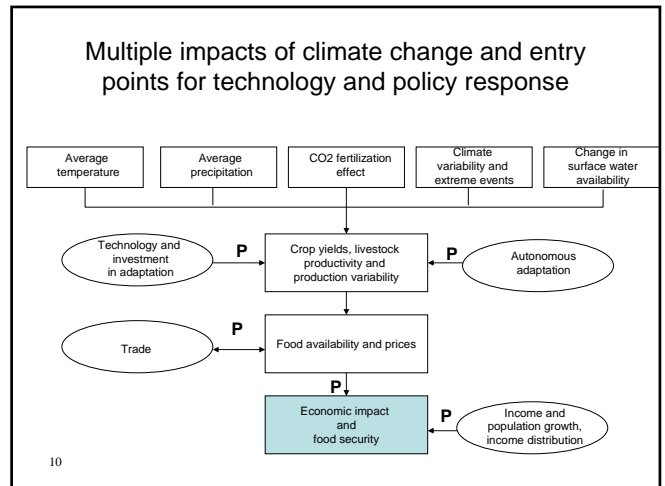 Multiple impacts of climate change and entry
points for technology and policy response
Average
temperature
Average
precipitation
CO2 fertilization
effect
Climate
variability and
extreme events
Change in
surface water
availability
Technology and
investment
in adaptation
P
Crop yields, livestock
productivity and
production variability
P
Autonomous
adaptation
Trade
P
Food availability and prices
P
Economic impact
and
food security
P
Income and
population growth,
income distribution
10